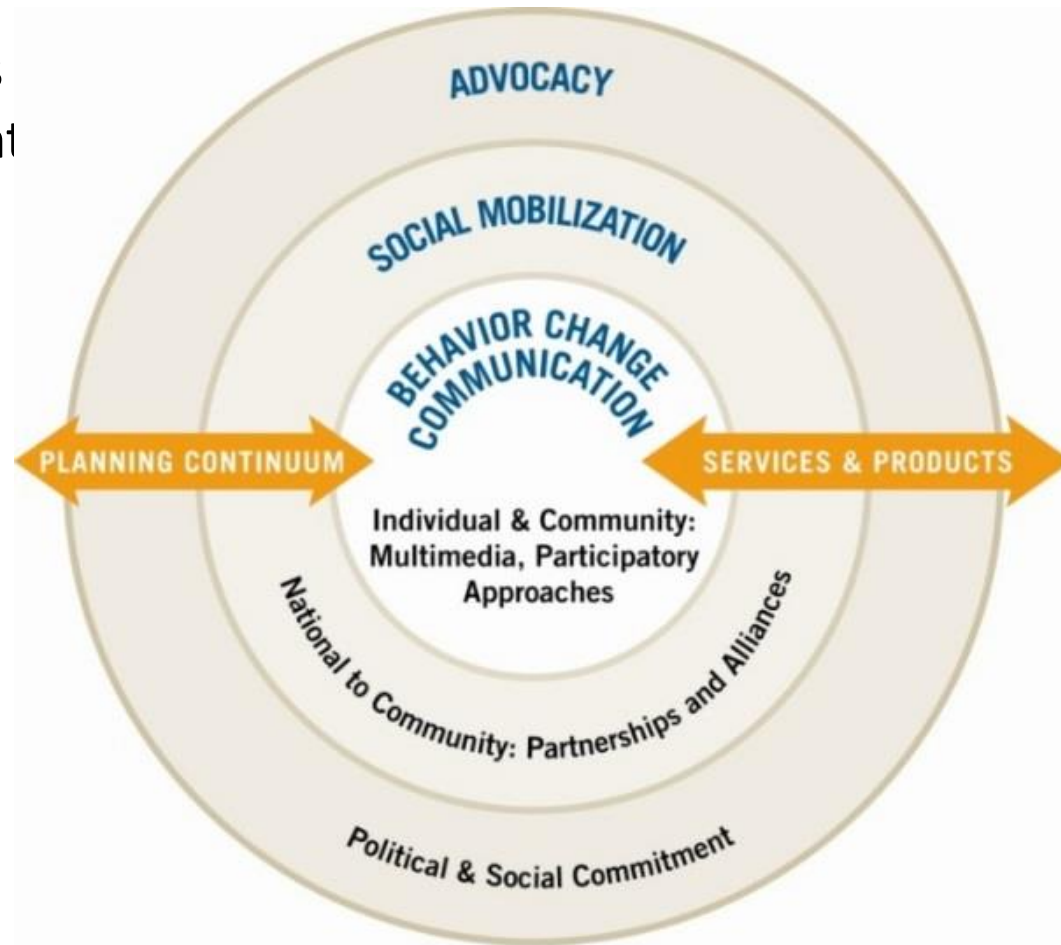 ADVOCACY
SOCIAL MOBILIZATION
BEHAVIOR CHANGE
COMMUNICATION
PLANNING CONTINUUM
SERVICES & PRODUCTS
Individual & Community:
Multimedia, Participatory
Approaches
National to Community: Partnerships and Alliances
Political & Social Commitment